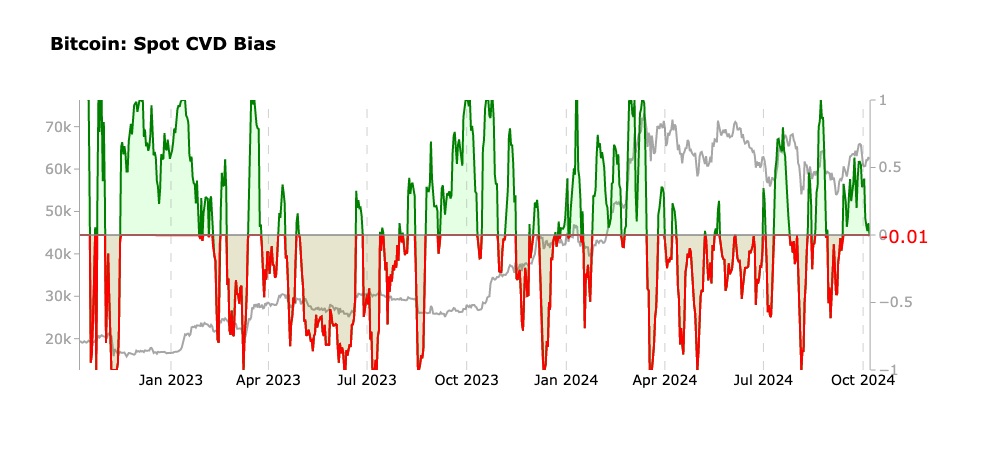 Bitcoin: Spot CVD Bias
70k
60k
50k
40k
30k
20k
1
0.5
0
-0.01
−0.5
−1
Jan 2023
Apr 2023
Jul 2023
Oct 2023
Jan 2024
Apr 2024
Jul 2024
Oct 2024